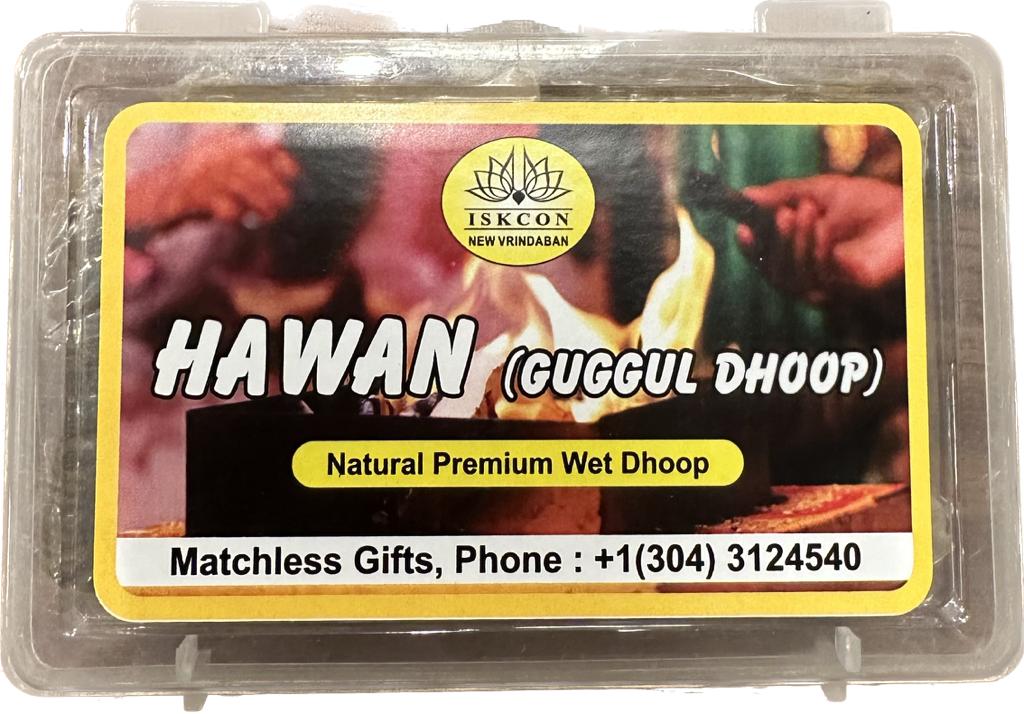 ISKCON
NEW VRINDABAN
HAWAN (GUGGUL DHOOP)
Natural Premium Wet Dhoop
Matchless Gifts, Phone : +1(304) 3124540